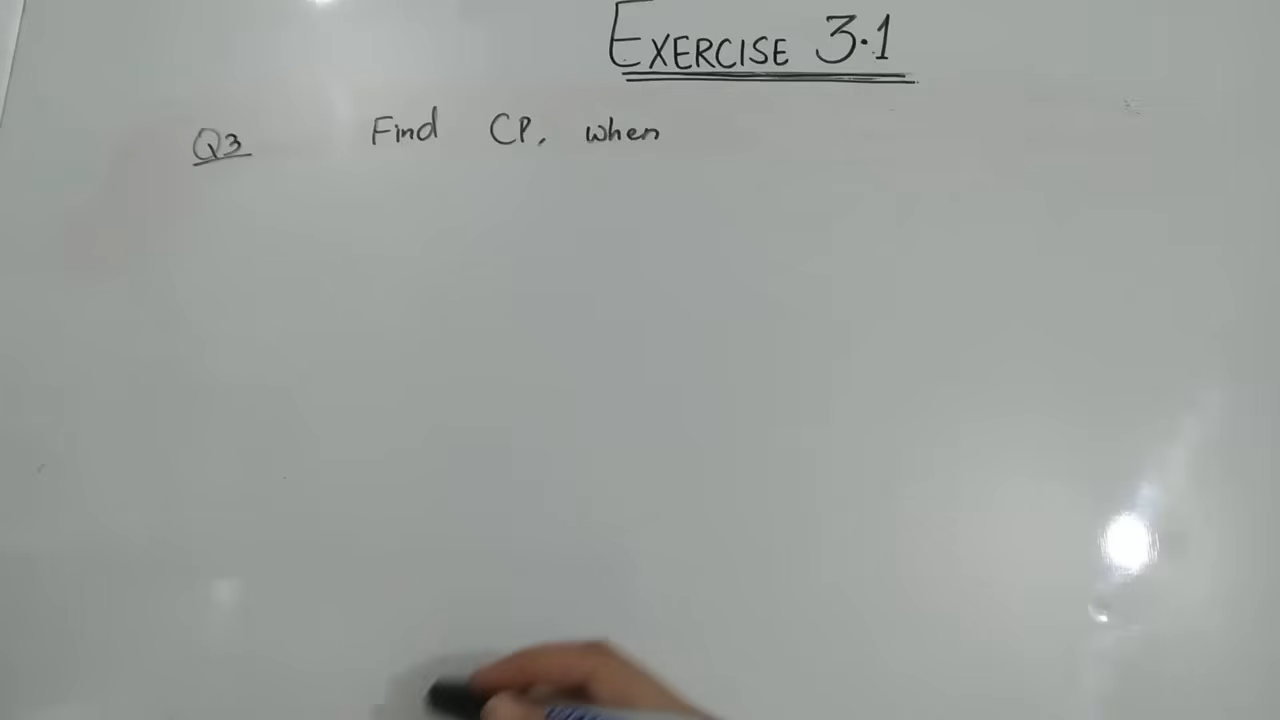 EXERCISE 3.1
Q3 Find CP, when